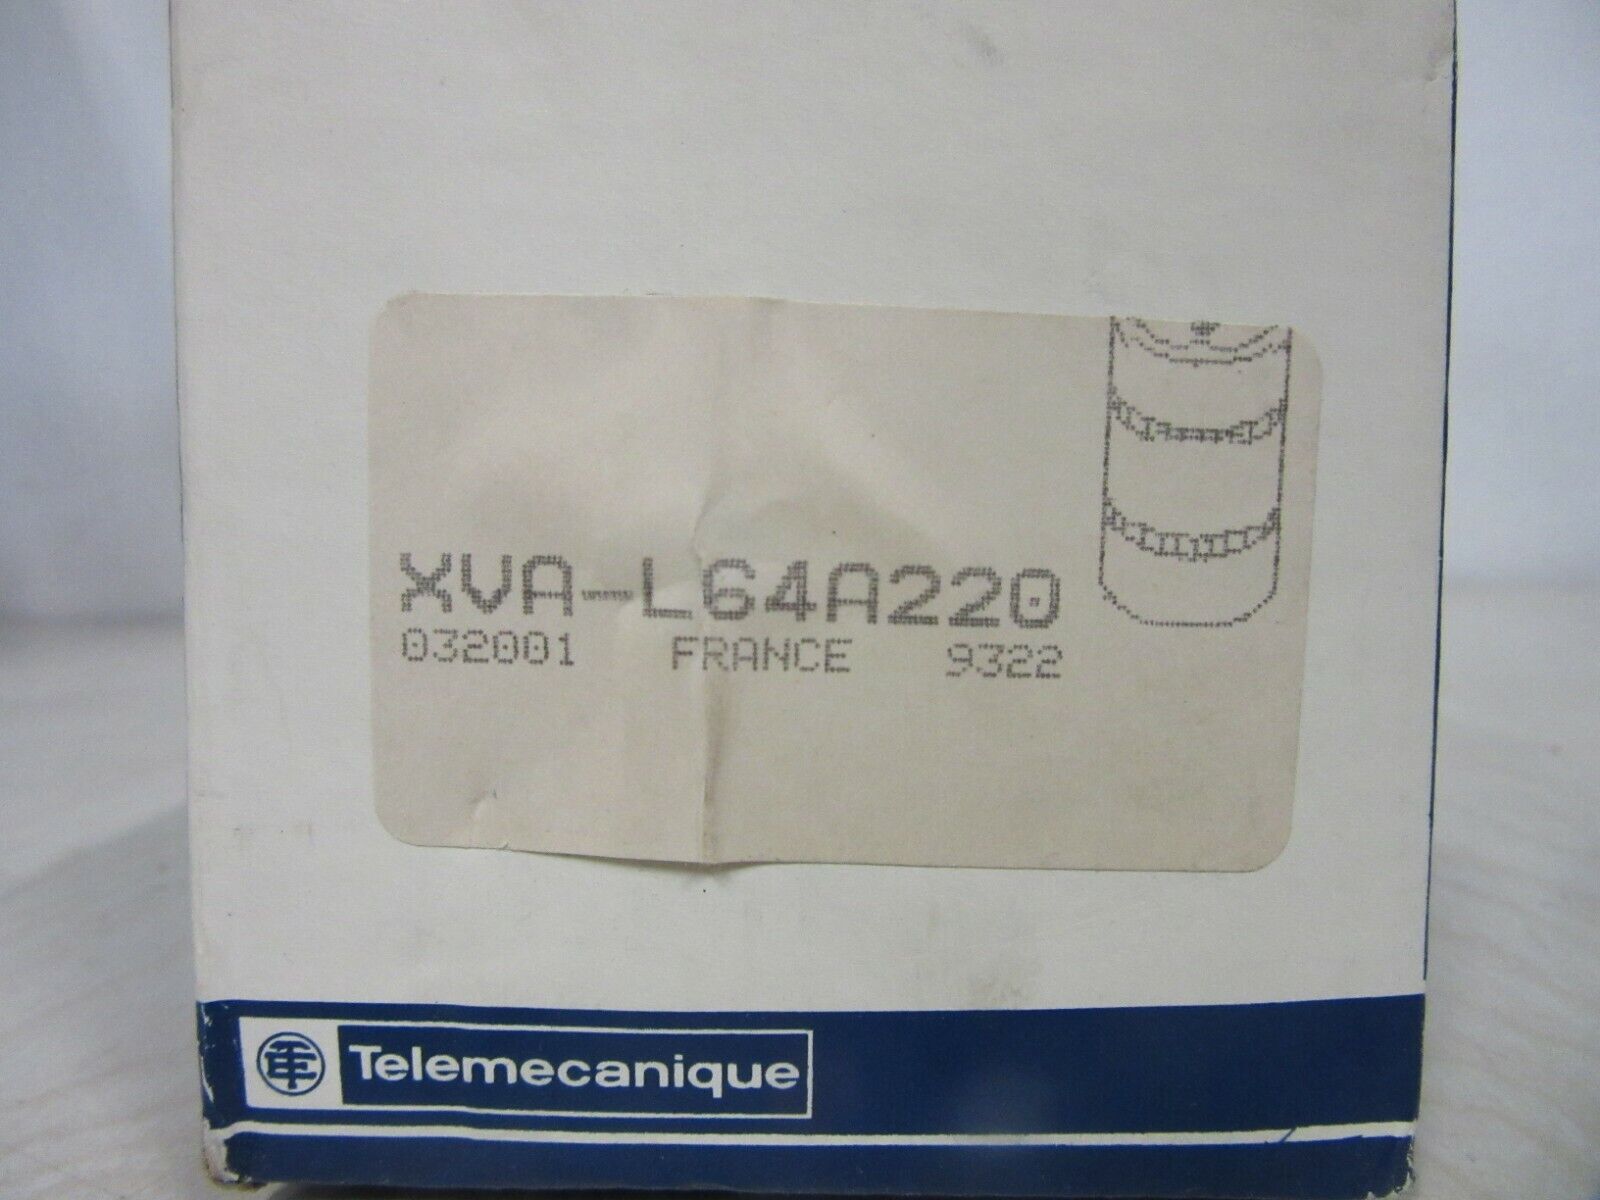 XVA-L64A220
032001 FRANCE 9322
Telemecanique